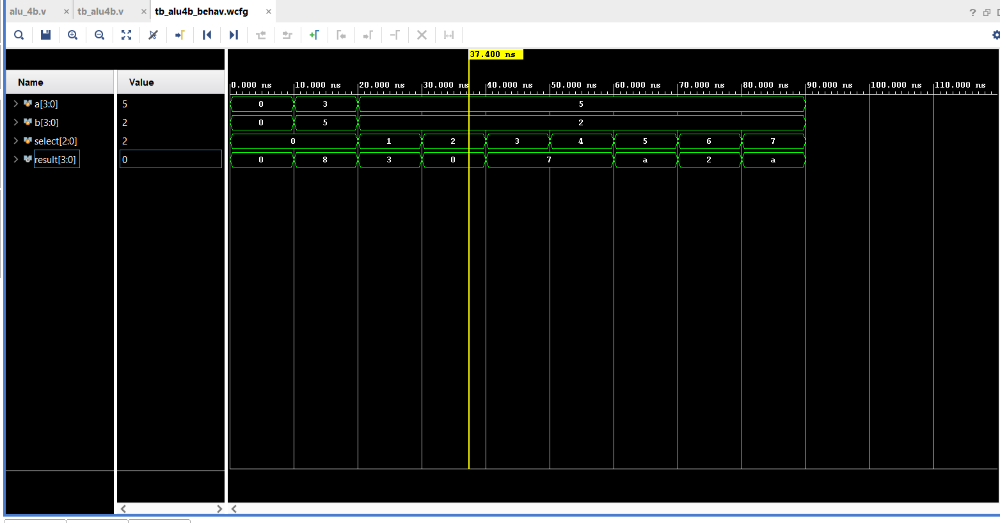 alu_4b.v × tb_alu4b.v × tb_alu4b_behav.wcfg × ?
37.400 ns
Name Value 0.000 ns 10.000 ns 20.000 ns 30.000 ns 40.000 ns 50.000 ns 60.000 ns 70.000 ns 80.000 ns 90.000 ns 100.000 ns 110.000 ns
a[3:0] 5 0 3 5
b[3:0] 2 0 5 2
select[2:0] 2 0 1 2 3 4 5 6 7
result[3:0] 0 0 8 3 0 7 a 2 a